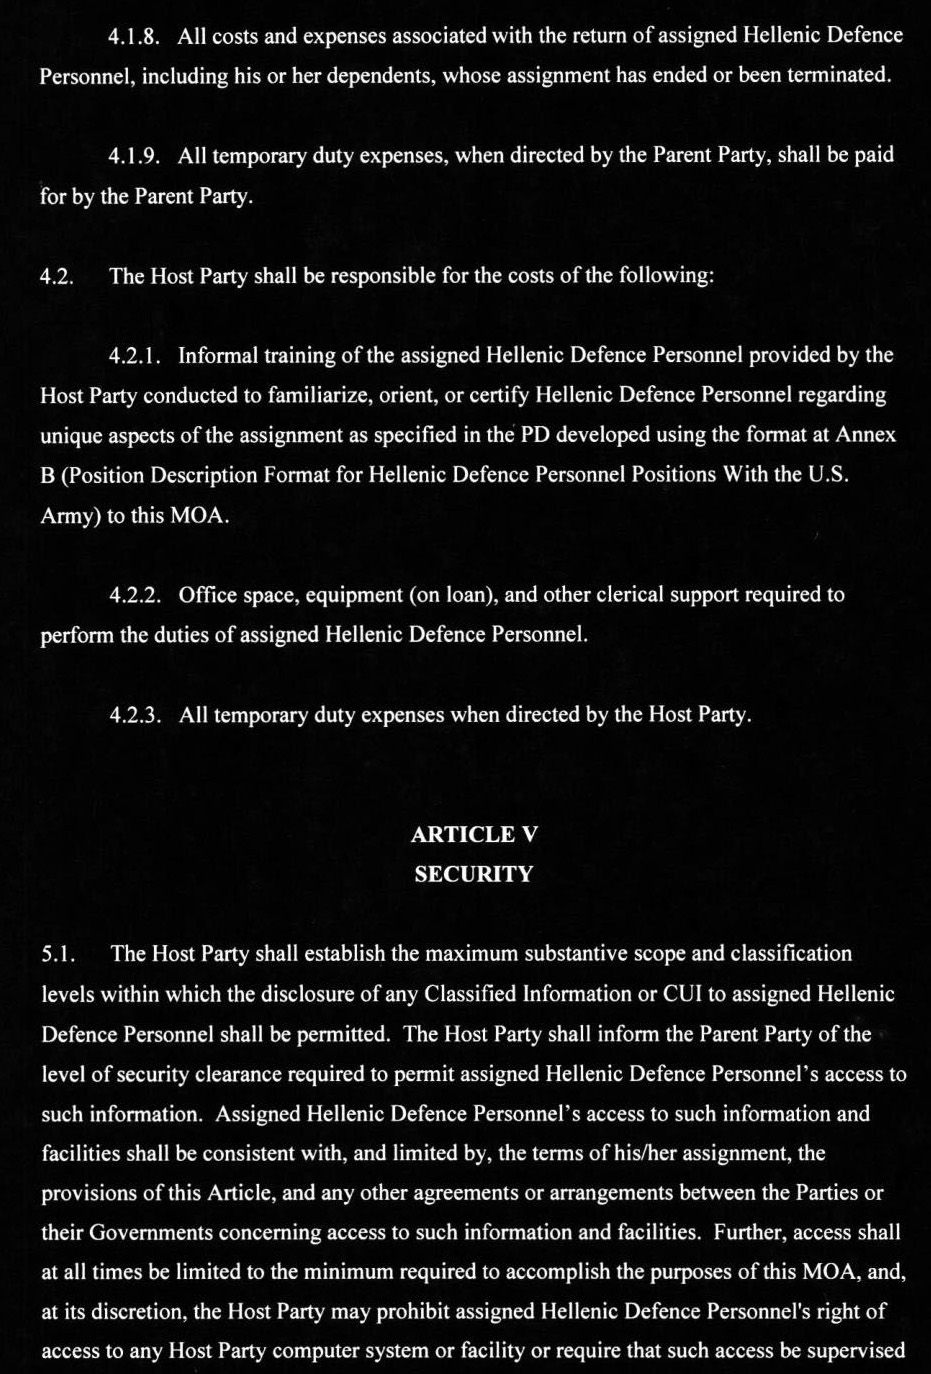 4.1.8. All costs and expenses associated with the return of assigned Hellenic Defence
Personnel, including his or her dependents, whose assignment has ended or been terminated.
4.1.9. All temporary duty expenses, when directed by the Parent Party, shall be paid
for by the Parent Party.
4.2. The Host Party shall be responsible for the costs of the following:
4.2.1. Informal training of the assigned Hellenic Defence Personnel provided by the
Host Party conducted to familiarize, orient, or certify Hellenic Defence Personnel regarding
unique aspects of the assignment as specified in the PD developed using the format at Annex
B (Position Description Format for Hellenic Defence Personnel Positions With the U.S.
Army) to this MOA.
4.2.2. Office space, equipment (on loan), and other clerical support required to
perform the duties of assigned Hellenic Defence Personnel.
4.2.3. All temporary duty expenses when directed by the Host Party.
ARTICLE V
SECURITY
5.1. The Host Party shall establish the maximum substantive scope and classification
levels within which the disclosure of any Classified Information or CUI to assigned Hellenic
Defence Personnel shall be permitted. The Host Party shall inform the Parent Party of the
level of security clearance required to permit assigned Hellenic Defence Personnel’s access to
such information. Assigned Hellenic Defence Personnel’s access to such information and
facilities shall be consistent with, and limited by, the terms of his/her assignment, the
provisions of this Article, and any other agreements or arrangements between the Parties or
their Governments concerning access to such information and facilities. Further, access shall
at all times be limited to the minimum required to accomplish the purposes of this MOA, and,
at its discretion, the Host Party may prohibit assigned Hellenic Defence Personnel's right of
access to any Host Party computer system or facility or require that such access be supervised